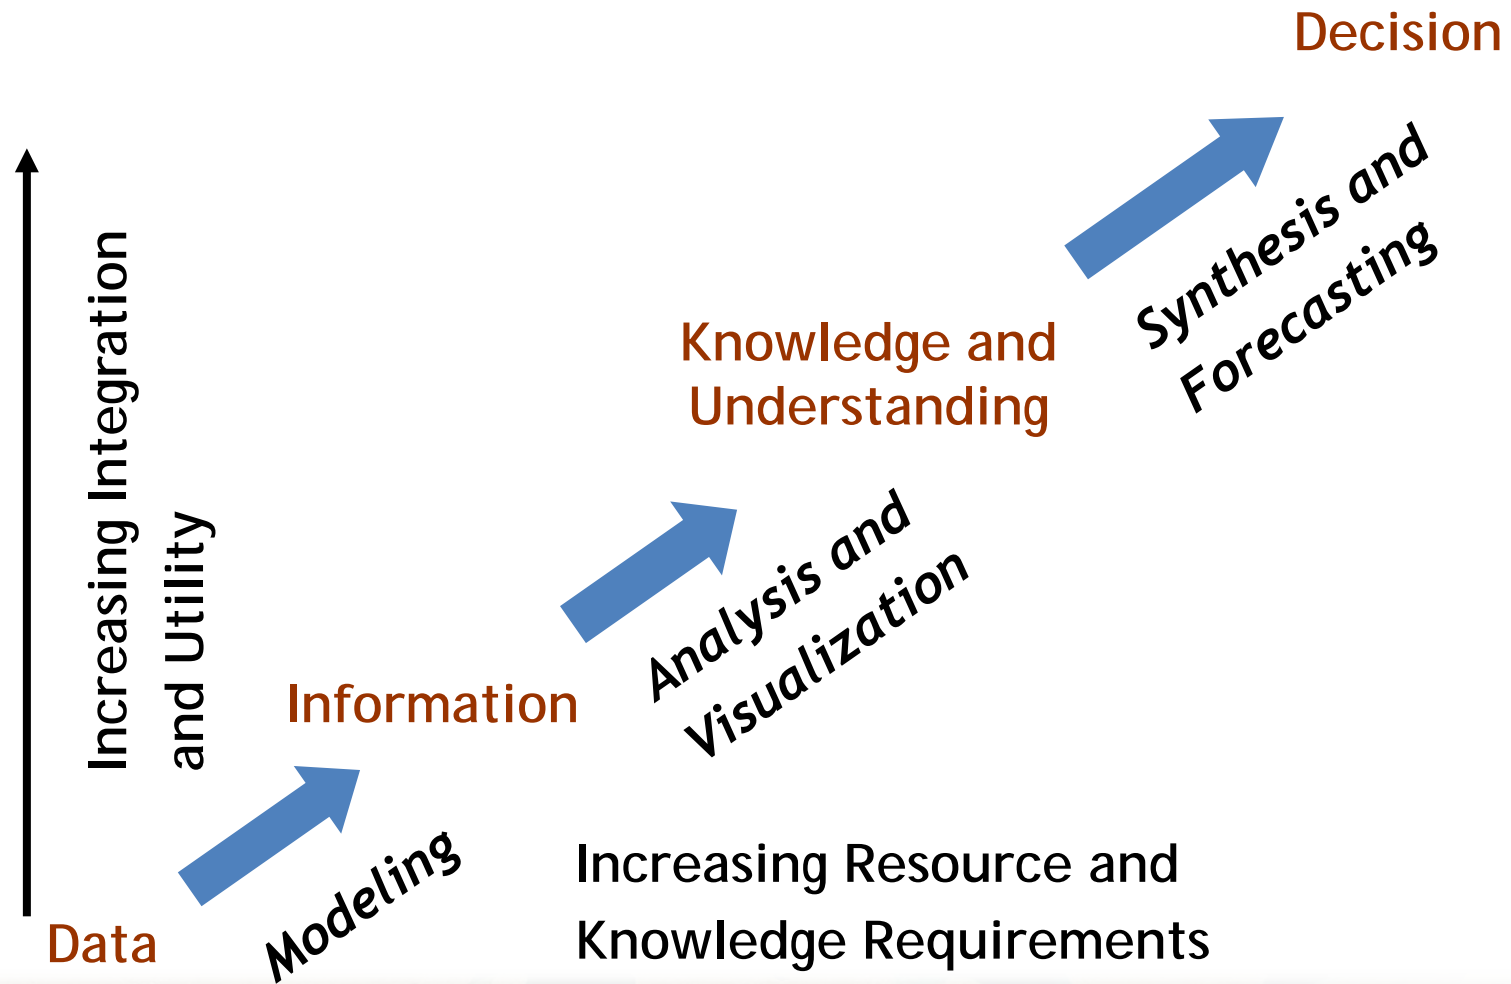 Decision
Synthesis and
Forecasting
Increasing Integration
and Utility
Knowledge and
Understanding
Analysis and
Visualization
Information
Modeling
Increasing Resource and
Knowledge Requirements
Data